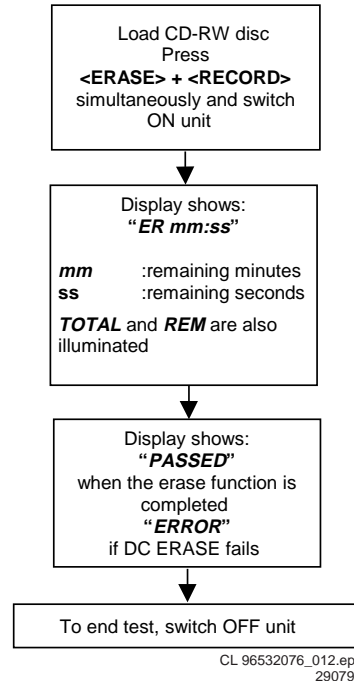 Load CD-RW disc
Press
<ERASE> + <RECORD>
simultaneously and switch
ON unit
Display shows:
“ER mm:ss”
mm :remaining minutes
ss :remaining seconds
TOTAL and REM are also
illuminated
Display shows:
“PASSED”
when the erase function is
completed
“ERROR”
if DC ERASE fails
To end test, switch OFF unit
CL 96532076_012.ep
29079